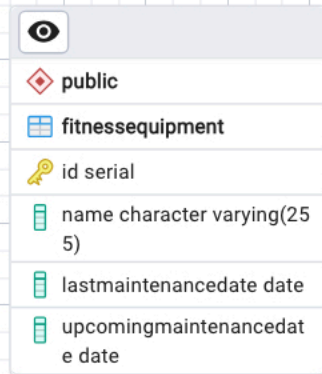 public
fitnessequipment
id serial
name character varying(25
5)
lastmaintenancedate date
upcomingmaintenancedat
e date